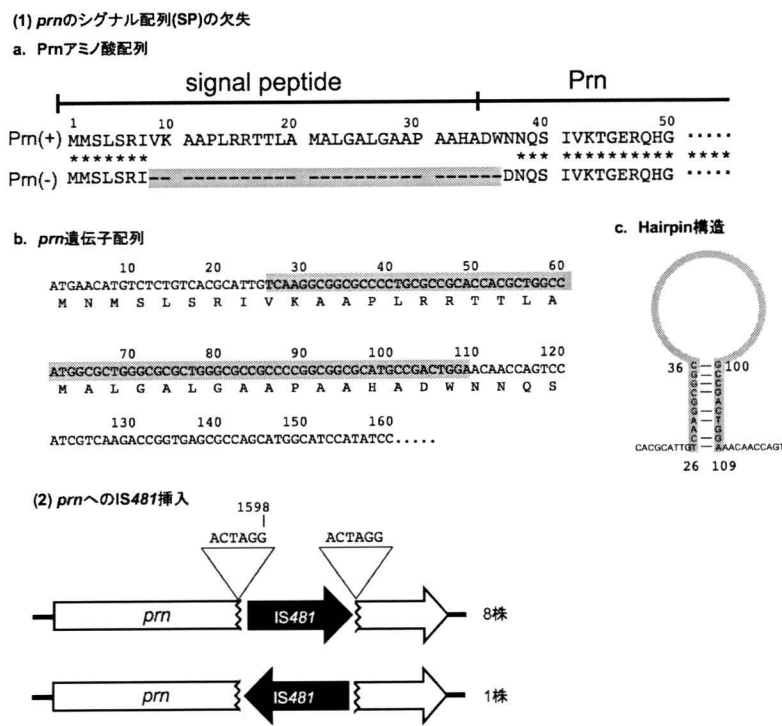 (1) prnのシグナル配列(SP)の欠失
a. Prnアミノ酸配列
signal peptide Prn
1 10 20 30 40 50
Prn(+) MMSLSRIVK AAPLRRTTLA MALGALGAAP AAHADWNNQS IVKTGERQHG ·····
******* *** ********** ****
Prn(-) MMSLSRI-- ---------- ---------- ------DNQS IVKTGERQHG ·····
b. prn遺伝子配列
10 20 30 40 50 60
ATGAACATGTCTCTGTCACGCATTGTCAAGGCGGCGCCCCTGCGCCGCACCACGCTGGCC
M N M S L S R I V K A A P L R R T T L A
70 80 90 100 110 120
ATGGCGCTGGGCGCGCTGGGCGCCGCCCCGGCGGCGCATGCCGACTGGAACAACCAGTCC
M A L G A L G A A P A A H A D W N N Q S
130 140 150 160
ATCGTCAAGACCGGTGAGCGCCAGCATGGCATCCATATCC.....
c. Hairpin構造
36 100
CACGCATTGT AAACAACCAGT
26 109
(2) prnへのIS481挿入
1598
ACTAGG ACTAGG
prn IS481 8株
prn IS481 1株